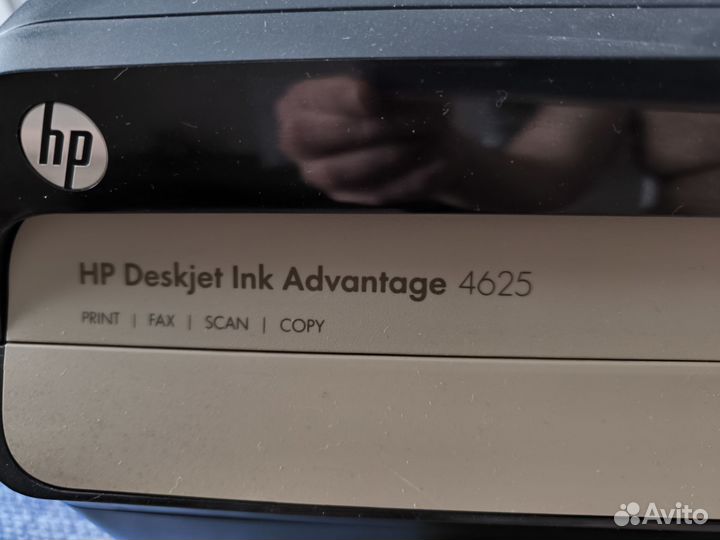 hp
HP Deskjet Ink Advantage 4625
PRINT | FAX | SCAN | COPY
Avito